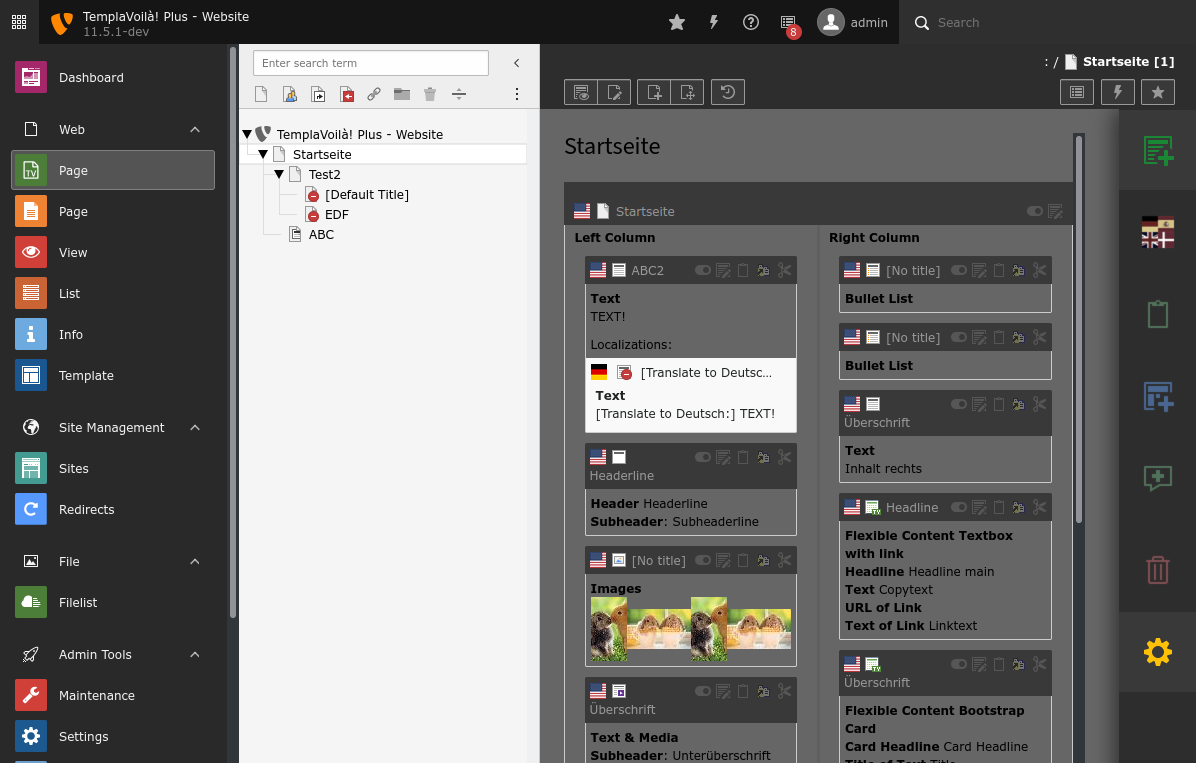 TemplaVoilà! Plus - Website
11.5.1-dev
8
admin
Search
Dashboard
Web
TV
Page
Page
View
List
Info
Template
Site Management
Sites
Redirects
File
Filelist
Admin Tools
Maintenance
Settings
Enter search term
TemplaVoilà! Plus - Website
Startseite
Test2
[Default Title]
EDF
ABC
: / Startseite [1]
Startseite
Startseite
Left Column
ABC2
Text
TEXT!
Localizations:
[Translate to Deutsc...
Text
[Translate to Deutsch:] TEXT!
Headerline
Header Headerline
Subheader: Subheaderline
[No title]
Images
Überschrift
Text & Media
Subheader: Unterüberschrift
Right Column
[No title]
Bullet List
[No title]
Bullet List
Überschrift
Text
Inhalt rechts
Headline
Flexible Content Textbox
with link
Headline Headline main
Text Copytext
URL of Link
Text of Link Linktext
Überschrift
Flexible Content Bootstrap
Card
Card Headline Card Headline
Title of Text Title